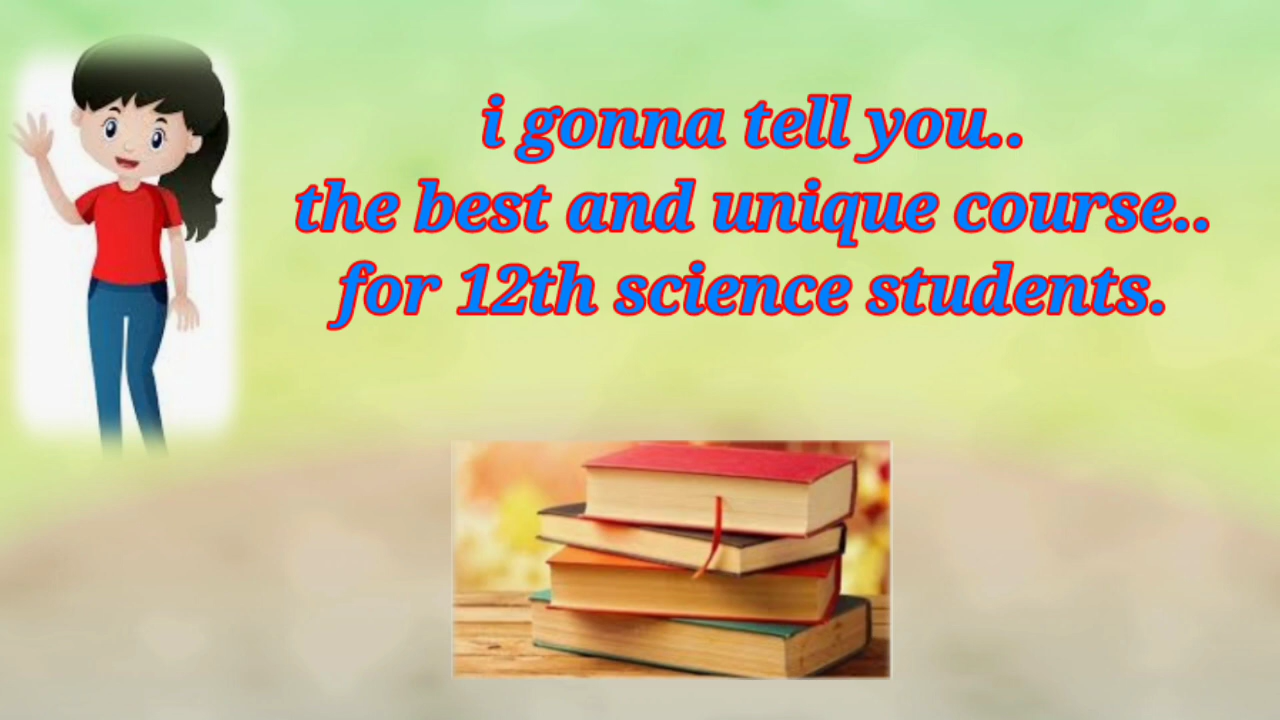 i gonna tell you..
the best and unique course..
for 12th science students.